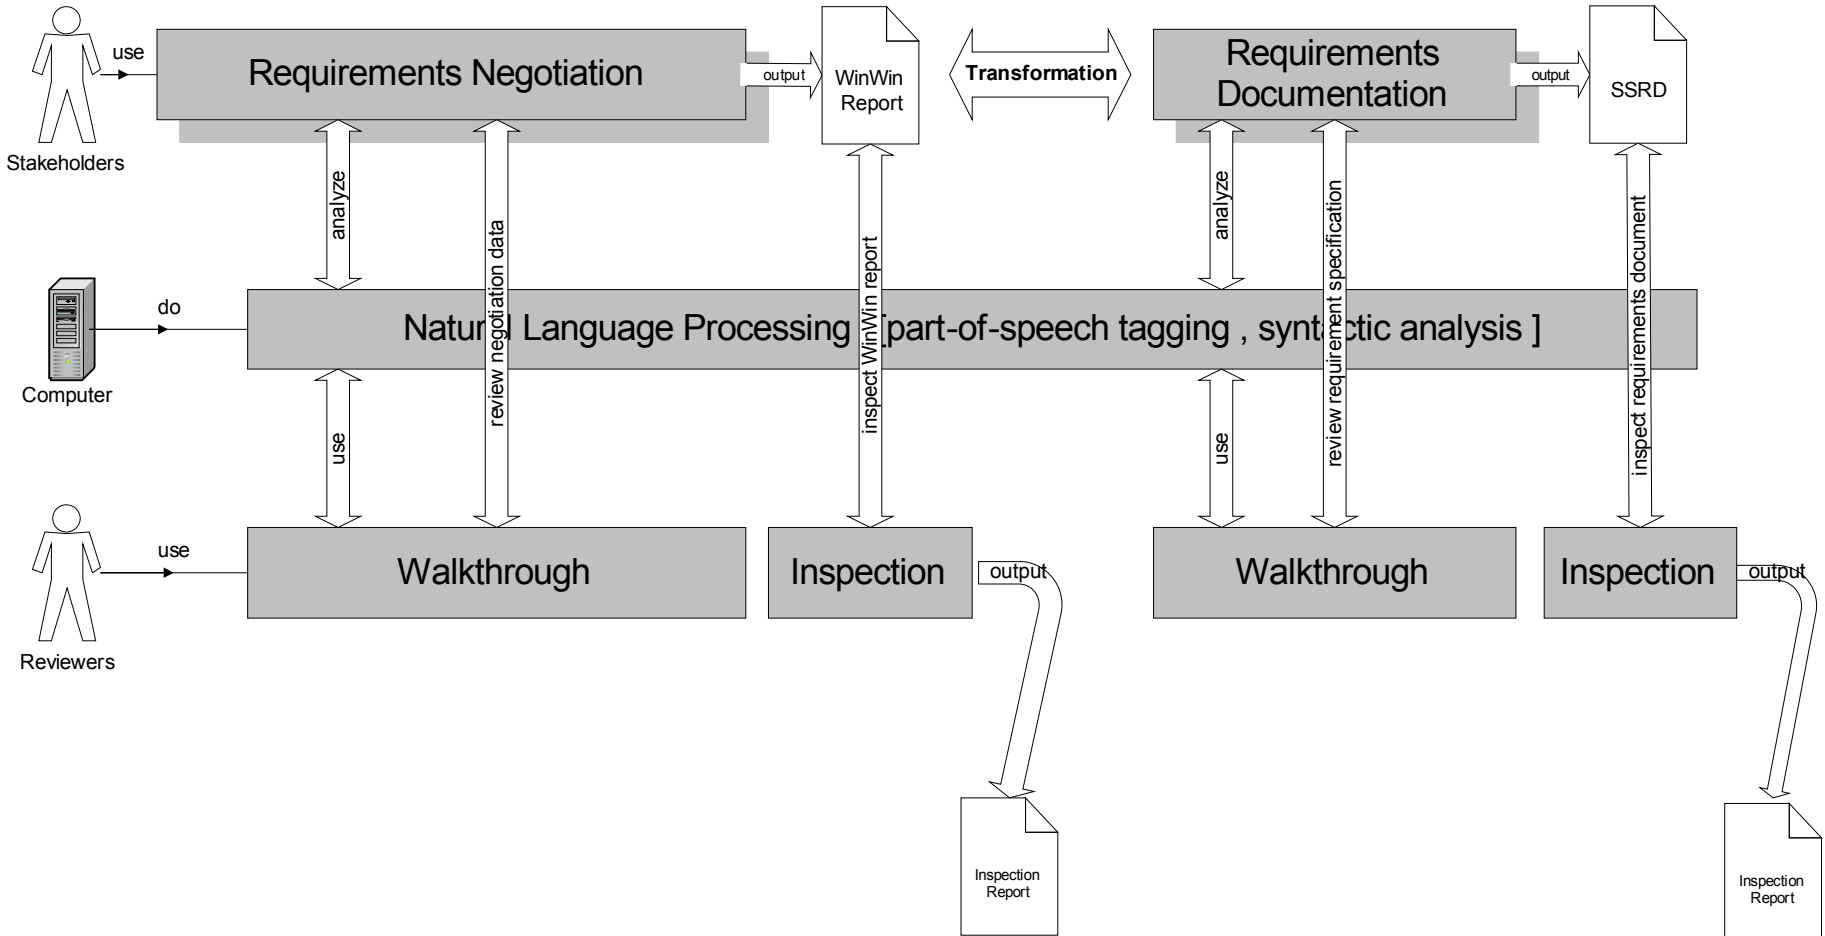 use
Requirements Negotiation
output
WinWin
Report
Transformation
Requirements
Documentation
output
SSRD
Stakeholders
analyze
review negotiation data
inspect WinWin report
analyze
review requirement specification
inspect requirements document
do
Natural Language Processing [part-of-speech tagging , syntactic analysis ]
Computer
use
use
use
Walkthrough
Inspection
output
Walkthrough
Inspection
output
Reviewers
Inspection
Report
Inspection
Report